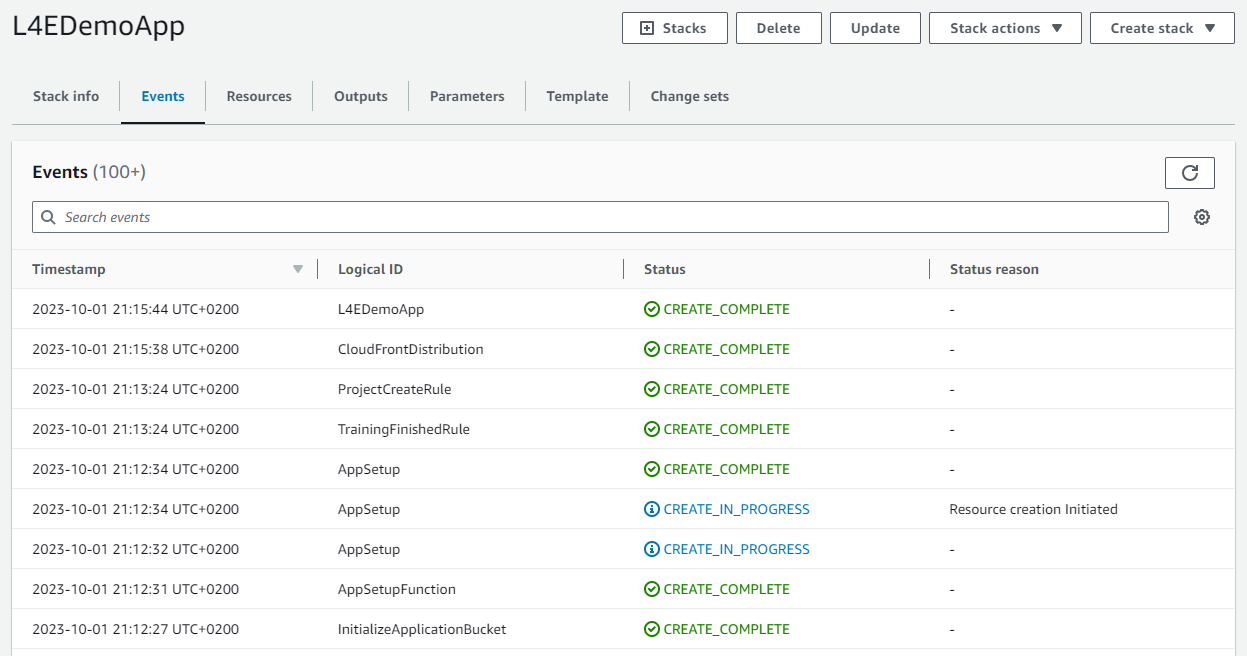 L4EDemoApp
Stacks Delete Update Stack actions Create stack
Stack info Events Resources Outputs Parameters Template Change sets
Events (100+)
Search events
Timestamp Logical ID Status Status reason
2023-10-01 21:15:44 UTC+0200 L4EDemoApp CREATE_COMPLETE -
2023-10-01 21:15:38 UTC+0200 CloudFrontDistribution CREATE_COMPLETE -
2023-10-01 21:13:24 UTC+0200 ProjectCreateRule CREATE_COMPLETE -
2023-10-01 21:13:24 UTC+0200 TrainingFinishedRule CREATE_COMPLETE -
2023-10-01 21:12:34 UTC+0200 AppSetup CREATE_COMPLETE -
2023-10-01 21:12:34 UTC+0200 AppSetup CREATE_IN_PROGRESS Resource creation Initiated
2023-10-01 21:12:32 UTC+0200 AppSetup CREATE_IN_PROGRESS -
2023-10-01 21:12:31 UTC+0200 AppSetupFunction CREATE_COMPLETE -
2023-10-01 21:12:27 UTC+0200 InitializeApplicationBucket CREATE_COMPLETE -